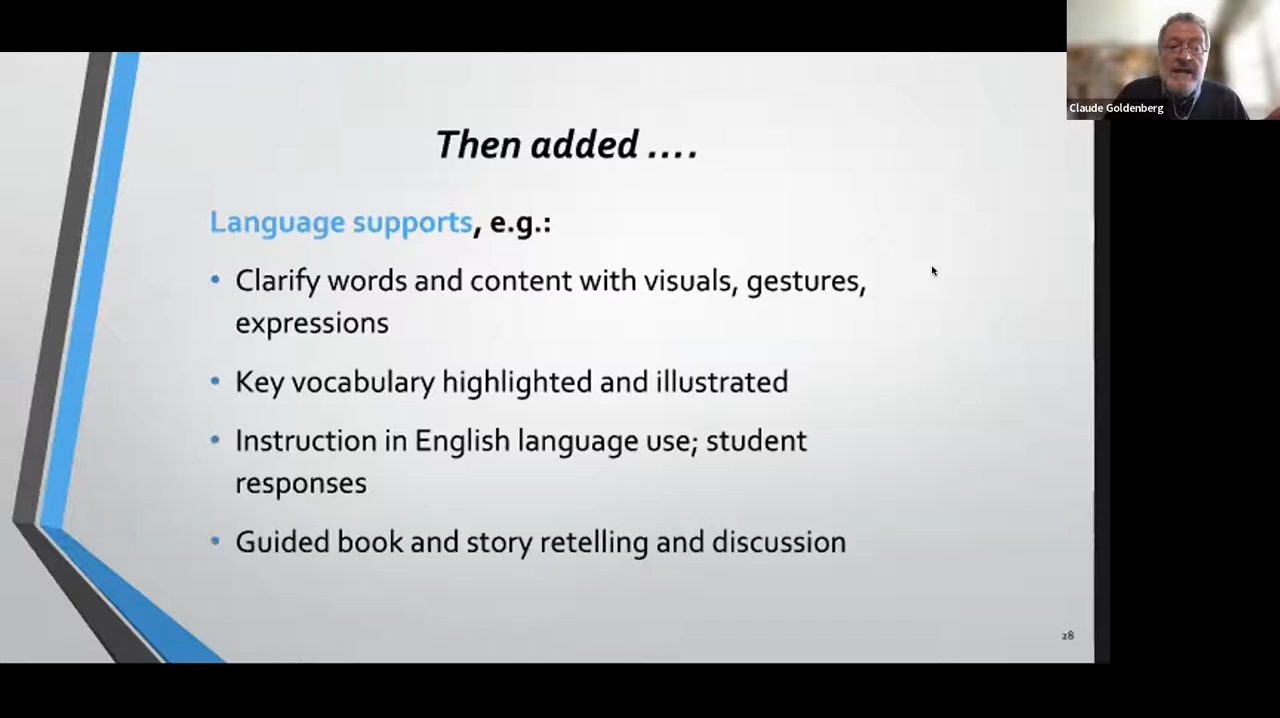 Claude Goldenberg
Then added ....
Language supports, e.g.:
• Clarify words and content with visuals, gestures,
expressions
• Key vocabulary highlighted and illustrated
• Instruction in English language use; student
responses
• Guided book and story retelling and discussion
28